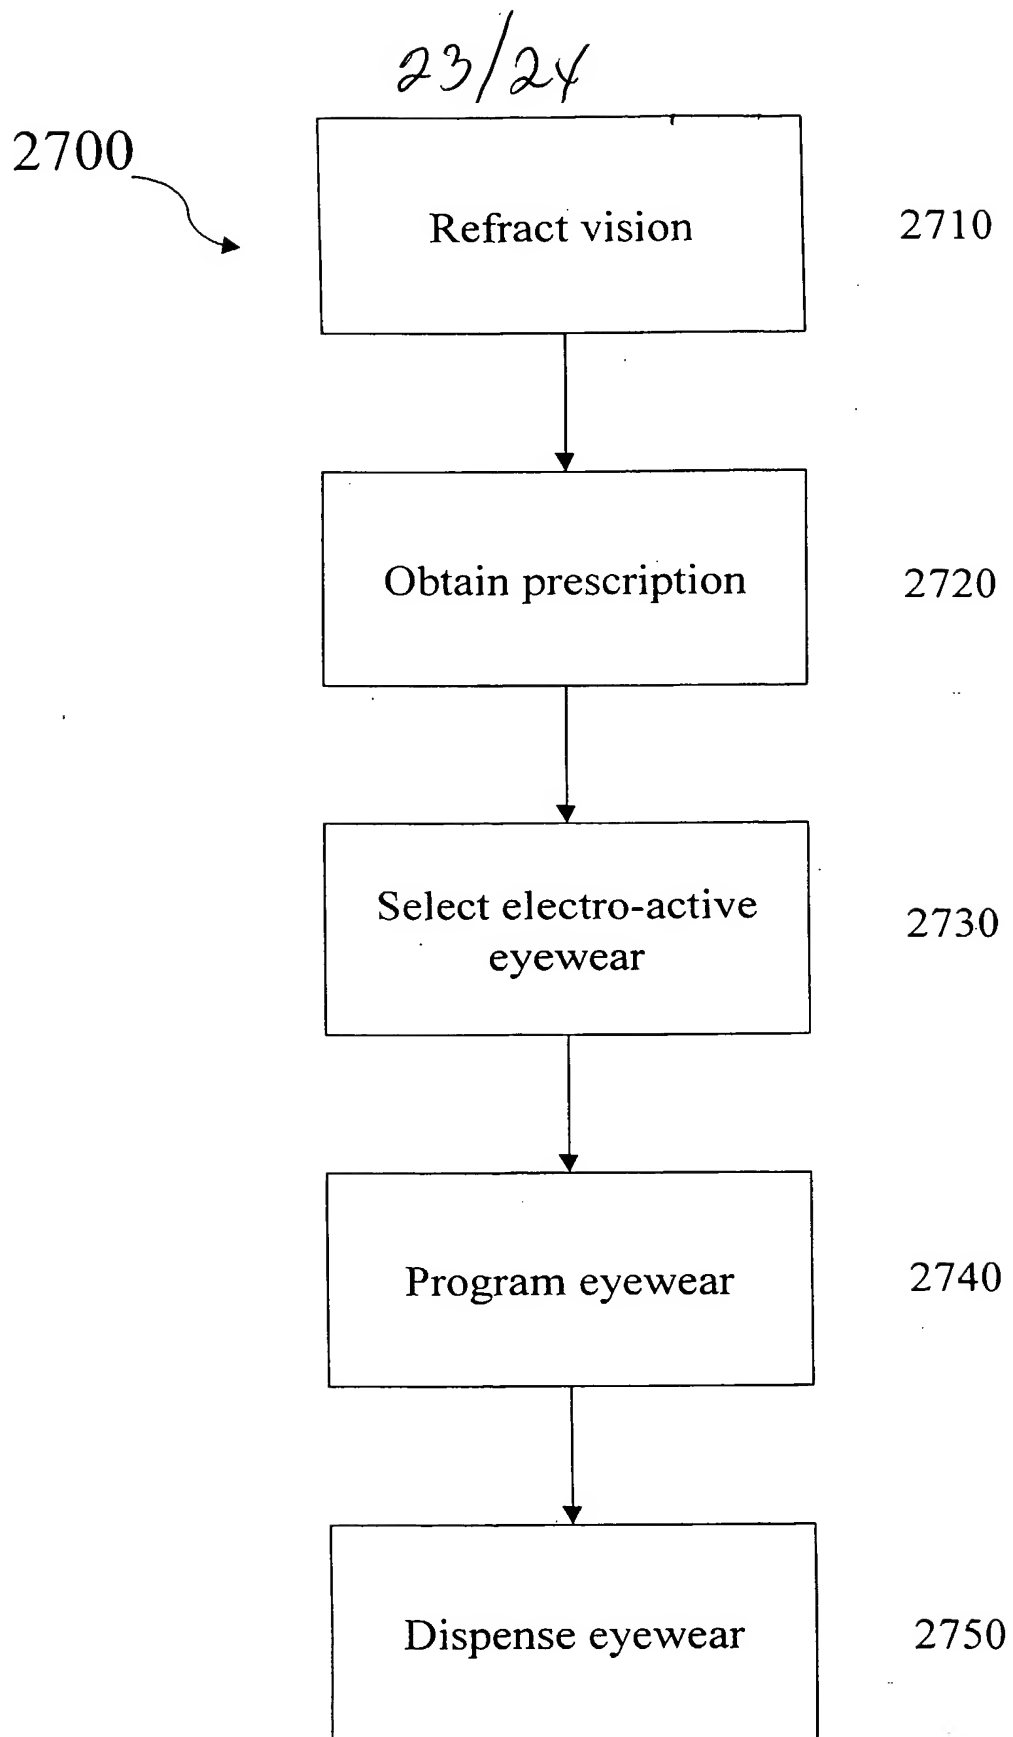 23/24
2700
Refract vision
2710
Obtain prescription
2720
Select electro-active
eyewear
2730
Program eyewear
2740
Dispense eyewear
2750